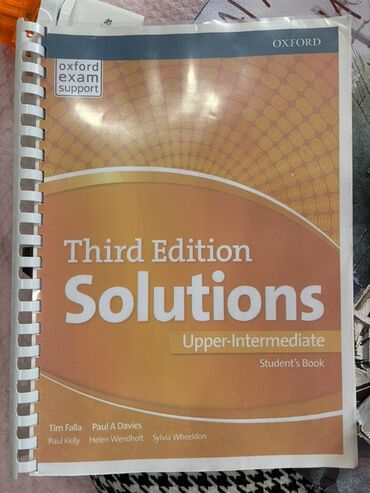 OXFORD
oxford
exam
support
Third Edition
Solutions
Upper-Intermediate
Student's Book
Tim Falla Paul A Davies
Paul Kelly Helen Wendholt Sylvia Wheeldon